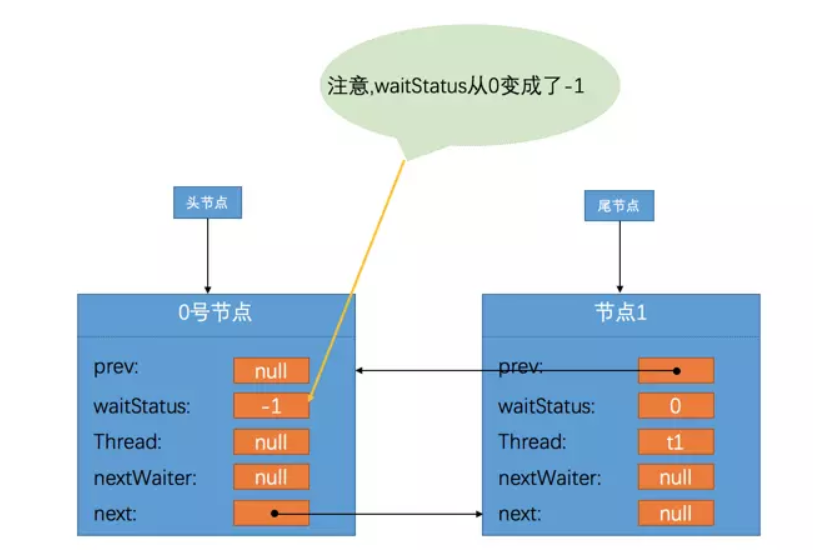 注意,waitStatus从0变成了-1
头节点
尾节点
0号节点
prev: null
waitStatus: -1
Thread: null
nextWaiter: null
next:
节点1
prev:
waitStatus: 0
Thread: t1
nextWaiter: null
next: null